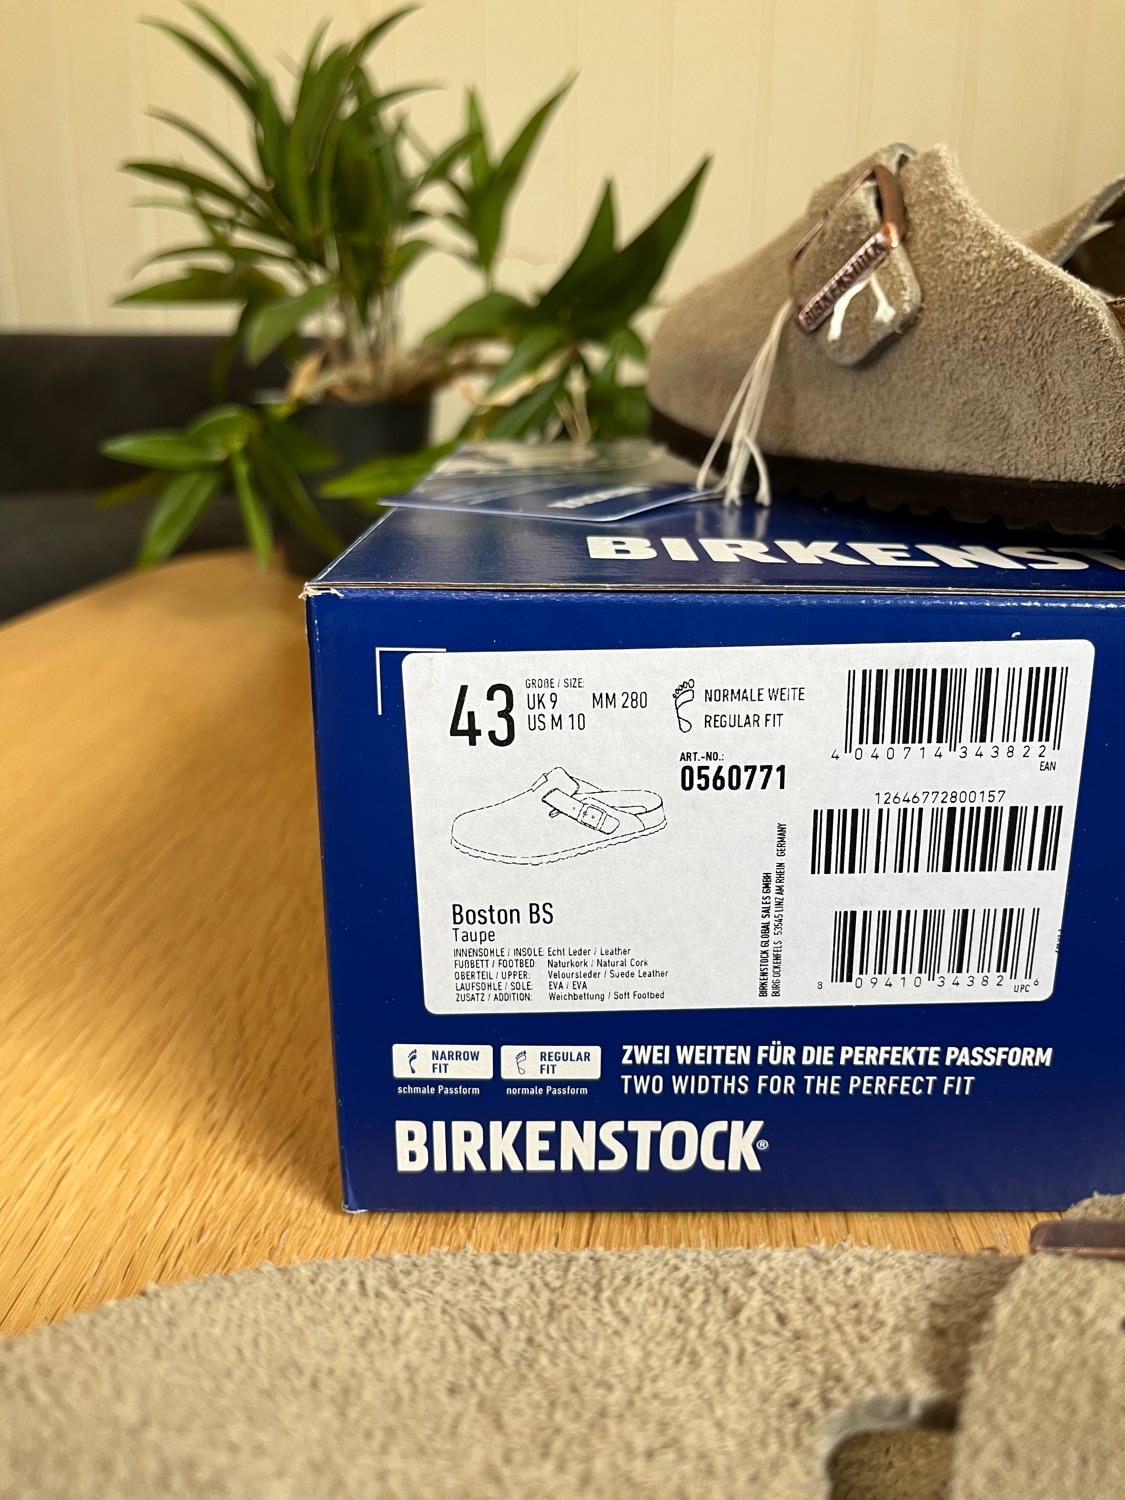 BIRKENSTOCK
BIRKENST
43
GRÖßE / SIZE:
UK 9 MM 280
US M 10
NORMALE WEITE
REGULAR FIT
ART.-NO.:
0560771
4 040714 343822
EAN
12646772800157
8 09410 34382 6
UPC
BIRKENSTOCK GLOBAL SALES GMBH
BURG OCKENFELS 53545 LINZ AM RHEIN GERMANY
Boston BS
Taupe
INNENSOHLE / INSOLE: Echt Leder / Leather
FUßBETT / FOOTBED: Naturkork / Natural Cork
OBERTEIL / UPPER: Veloursleder / Suede Leather
LAUFSOHLE / SOLE: EVA / EVA
ZUSATZ / ADDITION: Weichbettung / Soft Footbed
NARROW FIT
schmale Passform
REGULAR FIT
normale Passform
ZWEI WEITEN FÜR DIE PERFEKTE PASSFORM
TWO WIDTHS FOR THE PERFECT FIT
BIRKENSTOCK®